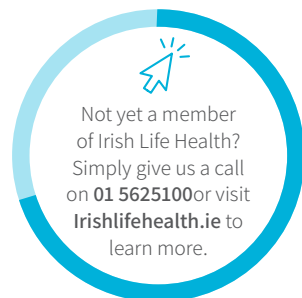 Not yet a member
of Irish Life Health?
Simply give us a call
on 01 5625100or visit
Irishlifehealth.ie to
learn more.